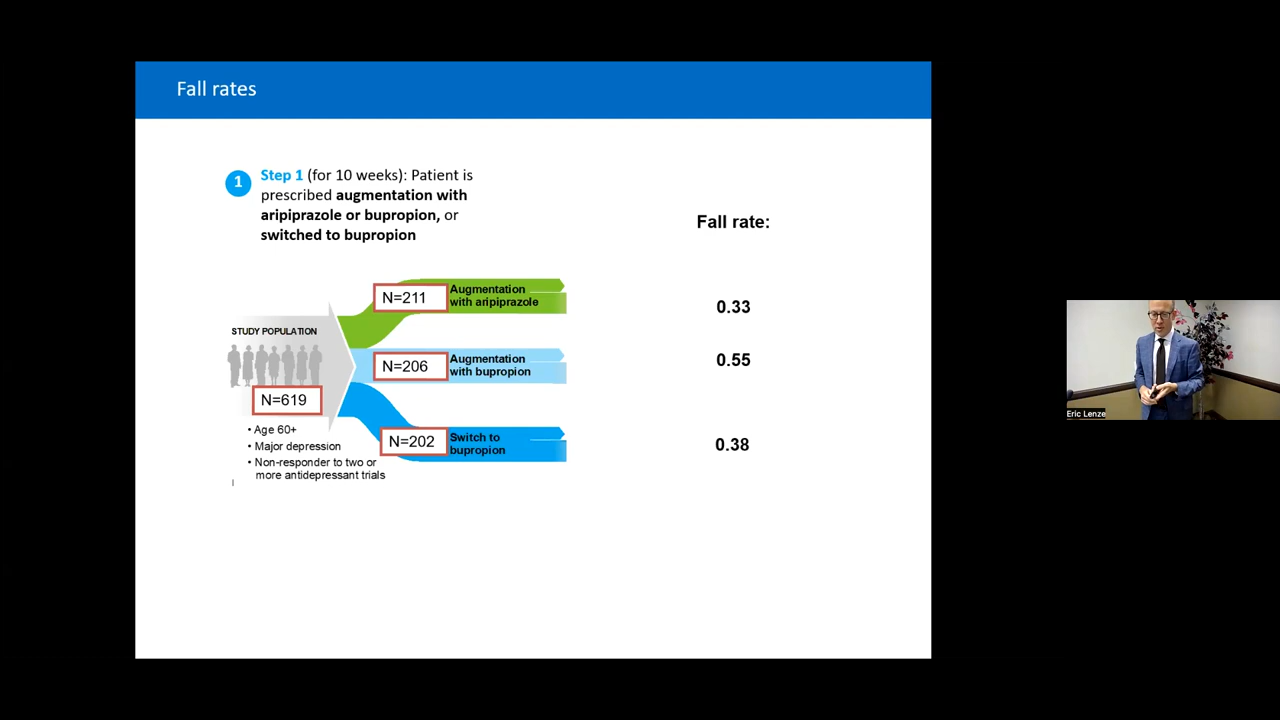 Fall rates
1
Step 1 (for 10 weeks): Patient is
prescribed augmentation with
aripiprazole or bupropion, or
switched to bupropion
Fall rate:
STUDY POPULATION
N=619
• Age 60+
• Major depression
• Non-responder to two or
more antidepressant trials
N=211
Augmentation
with aripiprazole
0.33
N=206
Augmentation
with bupropion
0.55
N=202
Switch to
bupropion
0.38
Eric Lenze